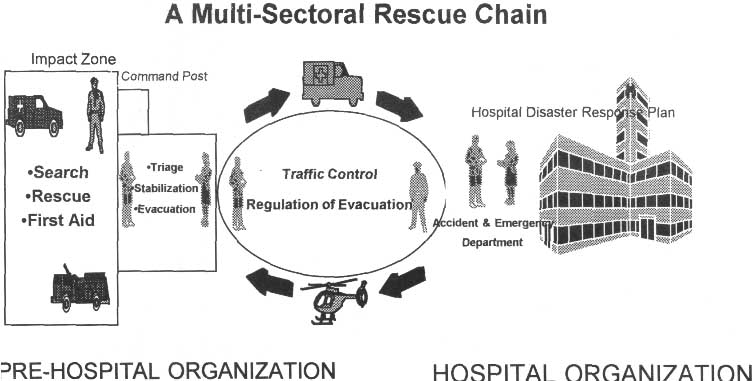 A Multi-Sectoral Rescue Chain
Impact Zone
Command Post
•Search
•Rescue
•First Aid
•Triage
•Stabilization
•Evacuation
Traffic Control
Regulation of Evacuation
Hospital Disaster Response Plan
Accident & Emergency
Department
PRE-HOSPITAL ORGANIZATION
HOSPITAL ORGANIZATION